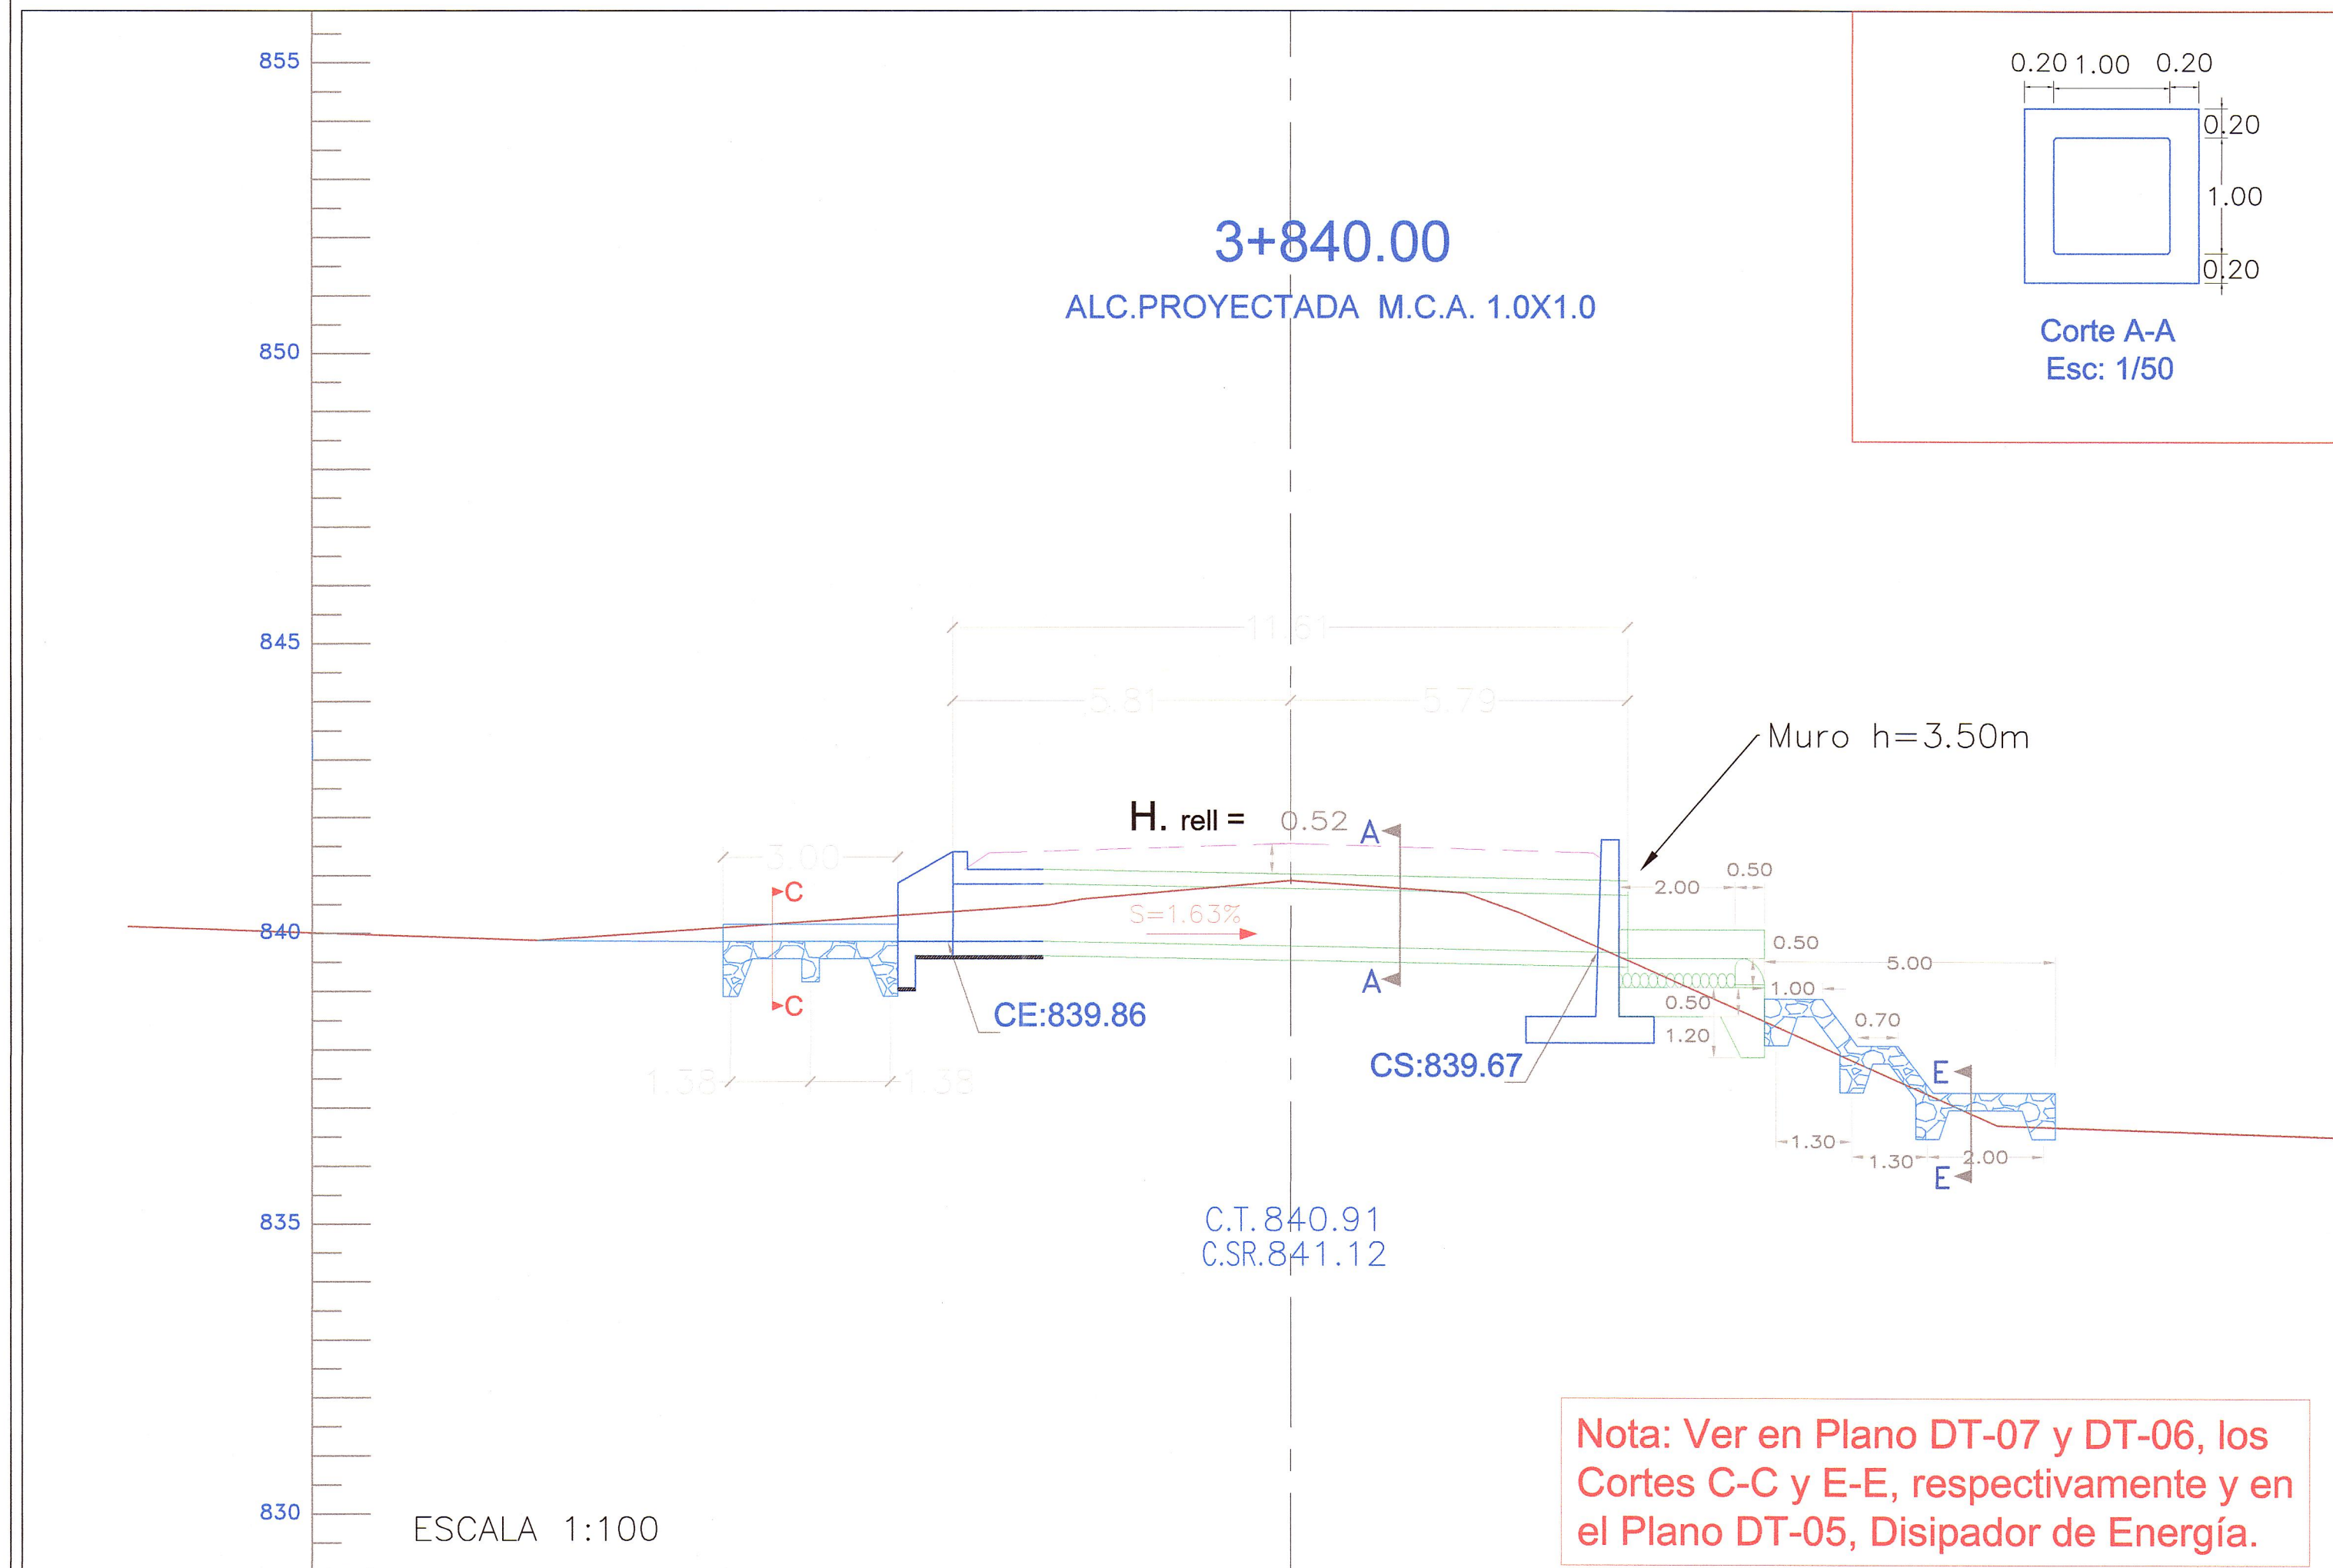 855
850
845
840
835
830
0.20 1.00 0.20
0.20
1.00
0.20
Corte A-A
Esc: 1/50
3+840.00
ALC.PROYECTADA M.C.A. 1.0X1.0
11.61
5.81
5.79
Muro h=3.50m
H. rell = 0.52
A
A
3.00
C
C
S=1.63%
2.00
0.50
0.50
5.00
1.00
0.50
1.20
0.70
CE:839.86
CS:839.67
1.38
1.38
E
E
1.30
1.30
2.00
C.T.840.91
C.SR.841.12
ESCALA 1:100
Nota: Ver en Plano DT-07 y DT-06, los
Cortes C-C y E-E, respectivamente y en
el Plano DT-05, Disipador de Energía.